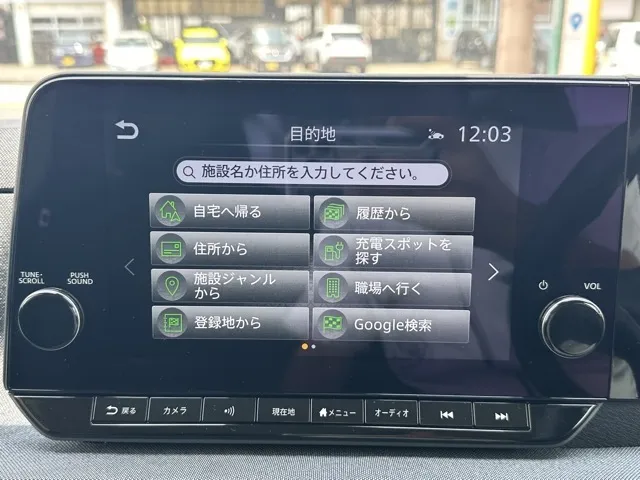 目的地
12:03
施設名か住所を入力してください。
自宅へ帰る
履歴から
住所から
充電スポットを
探す
施設ジャンル
から
職場へ行く
登録地から
Google検索
TUNE･
SCROLL
PUSH
SOUND
VOL
戻る
カメラ
現在地
メニュー
オーディオ